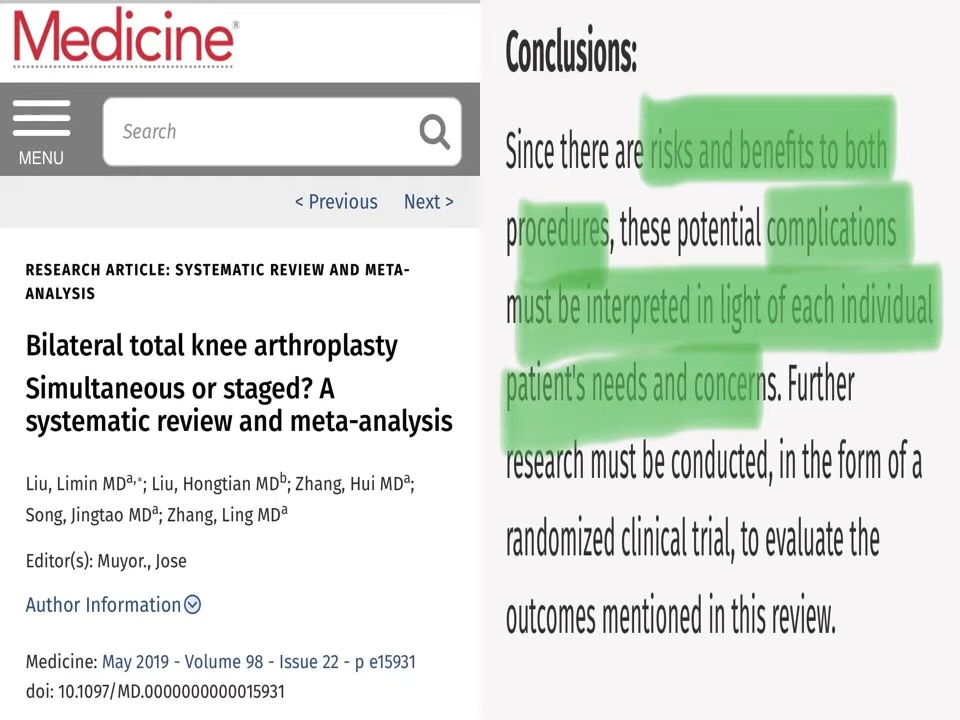 Medicine®
MENU
Search
< Previous Next >
RESEARCH ARTICLE: SYSTEMATIC REVIEW AND META-
ANALYSIS
Bilateral total knee arthroplasty
Simultaneous or staged? A
systematic review and meta-analysis
Liu, Limin MDa,*; Liu, Hongtian MDb; Zhang, Hui MDa;
Song, Jingtao MDa; Zhang, Ling MDa
Editor(s): Muyor., Jose
Author Information
Medicine: May 2019 - Volume 98 - Issue 22 - p e15931
doi: 10.1097/MD.0000000000015931
Conclusions:
Since there are risks and benefits to both
procedures, these potential complications
must be interpreted in light of each individual
patient's needs and concerns. Further
research must be conducted, in the form of a
randomized clinical trial, to evaluate the
outcomes mentioned in this review.